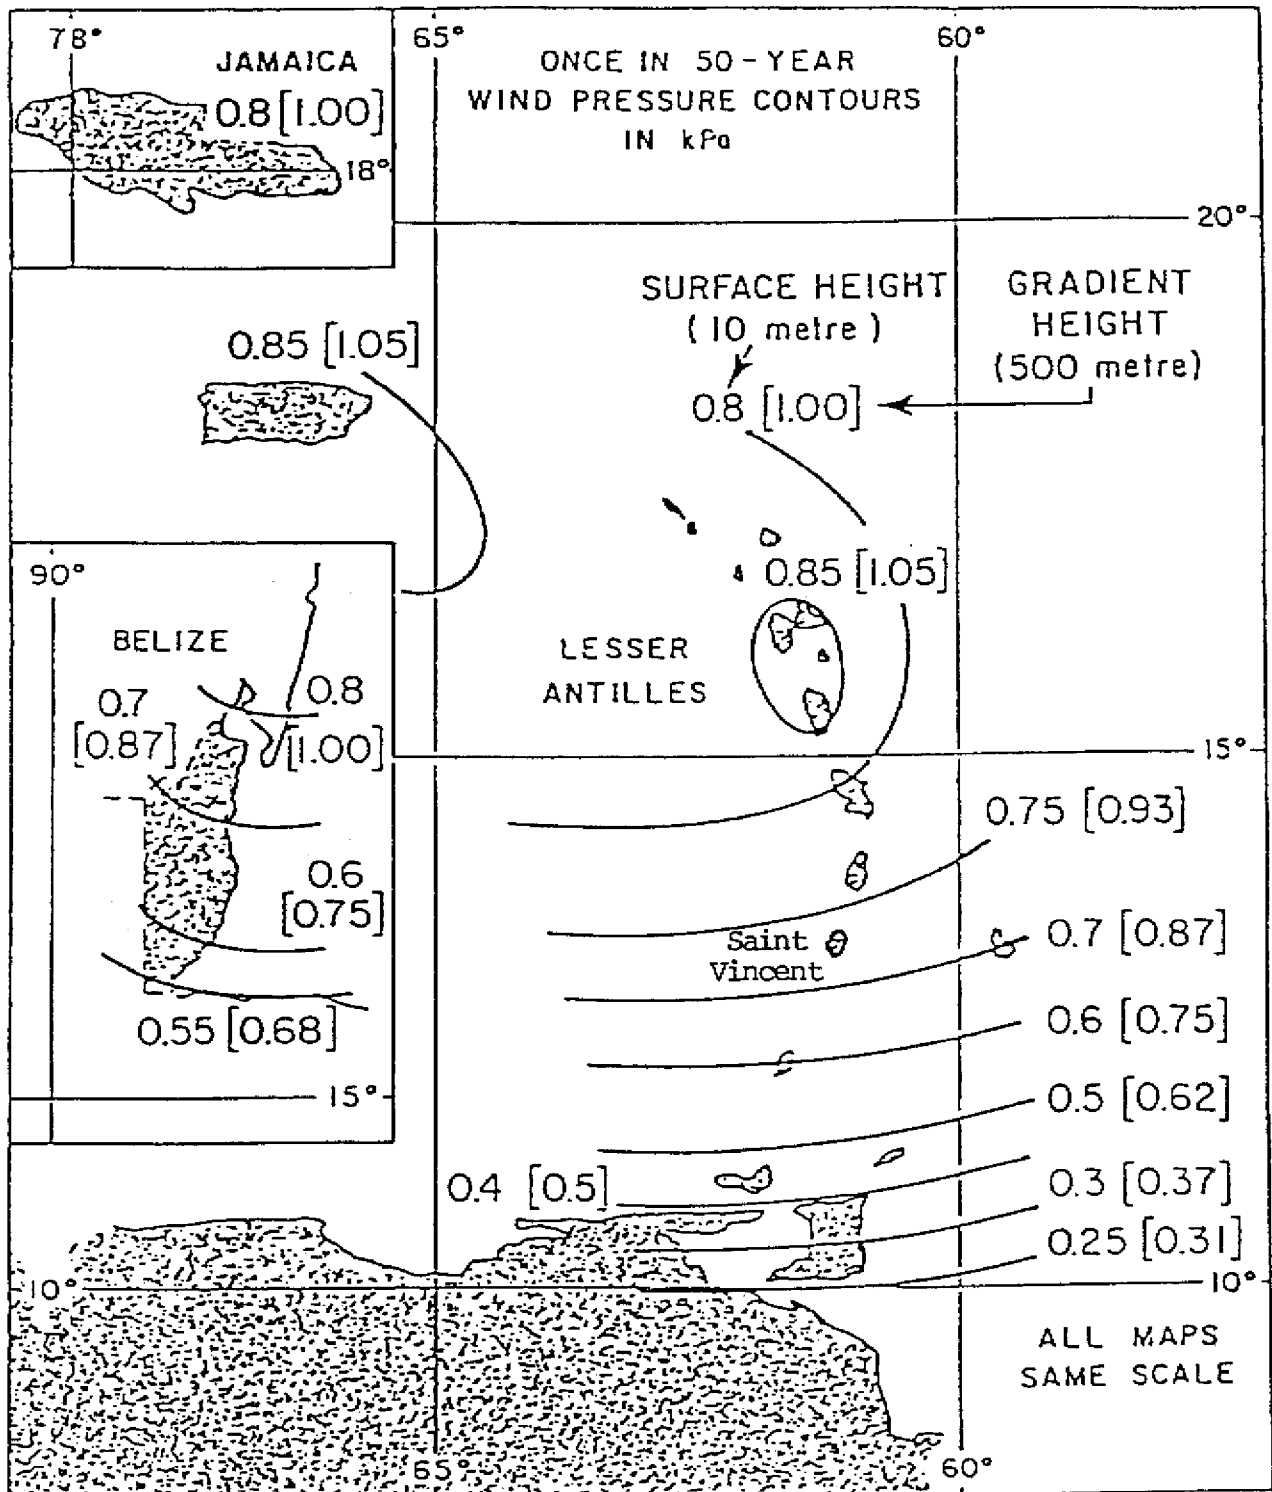 78°
JAMAICA
0.8 [1.00]
18°
65°
60°
ONCE IN 50-YEAR
WIND PRESSURE CONTOURS
IN kPa
20°
SURFACE HEIGHT
(10 metre)
GRADIENT
HEIGHT
(500 metre)
0.8 [1.00]
0.85 [1.05]
0.85 [1.05]
LESSER
ANTILLES
90°
BELIZE
0.7
[0.87]
0.8
[1.00]
0.6
[0.75]
0.55 [0.68]
15°
15°
0.75 [0.93]
Saint
Vincent
0.7 [0.87]
0.6 [0.75]
0.5 [0.62]
0.4 [0.5]
0.3 [0.37]
0.25 [0.31]
10°
10°
ALL MAPS
SAME SCALE
65°
60°